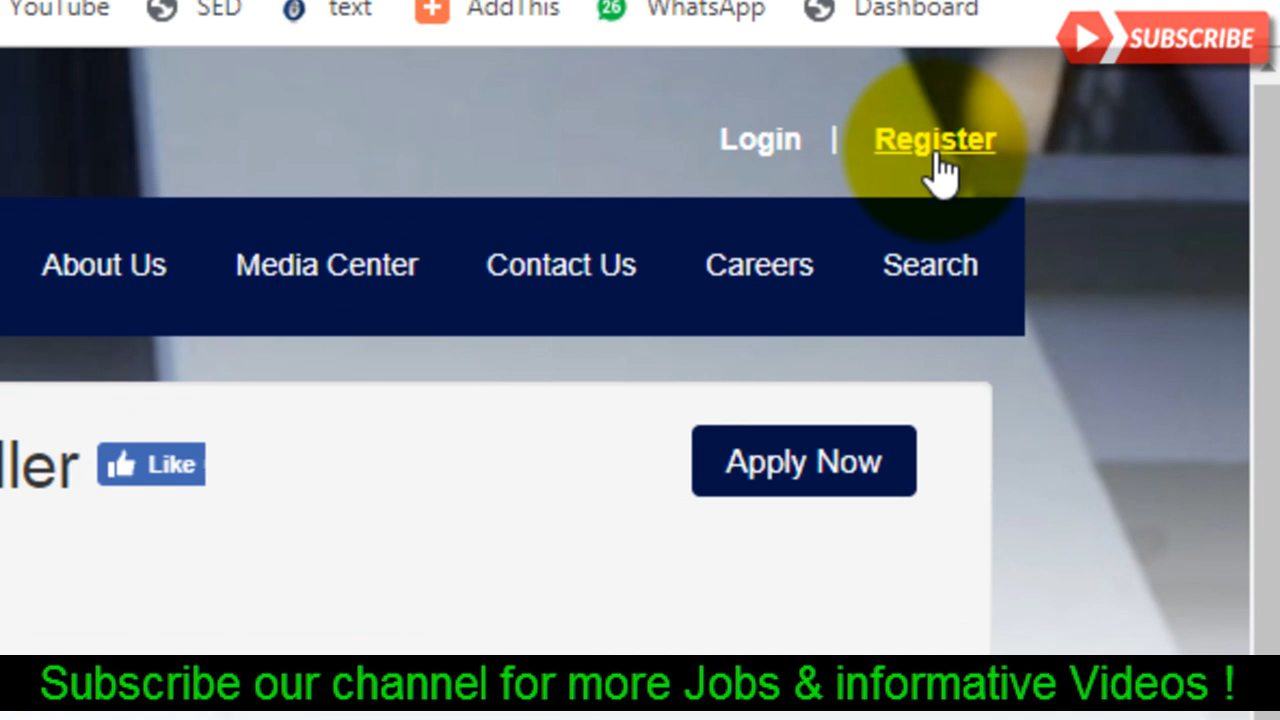 YouTube SED text AddThis 26 WhatsApp Dashboard
SUBSCRIBE
Login | Register
About Us Media Center Contact Us Careers Search
ller Like Apply Now
Subscribe our channel for more Jobs & informative Videos !